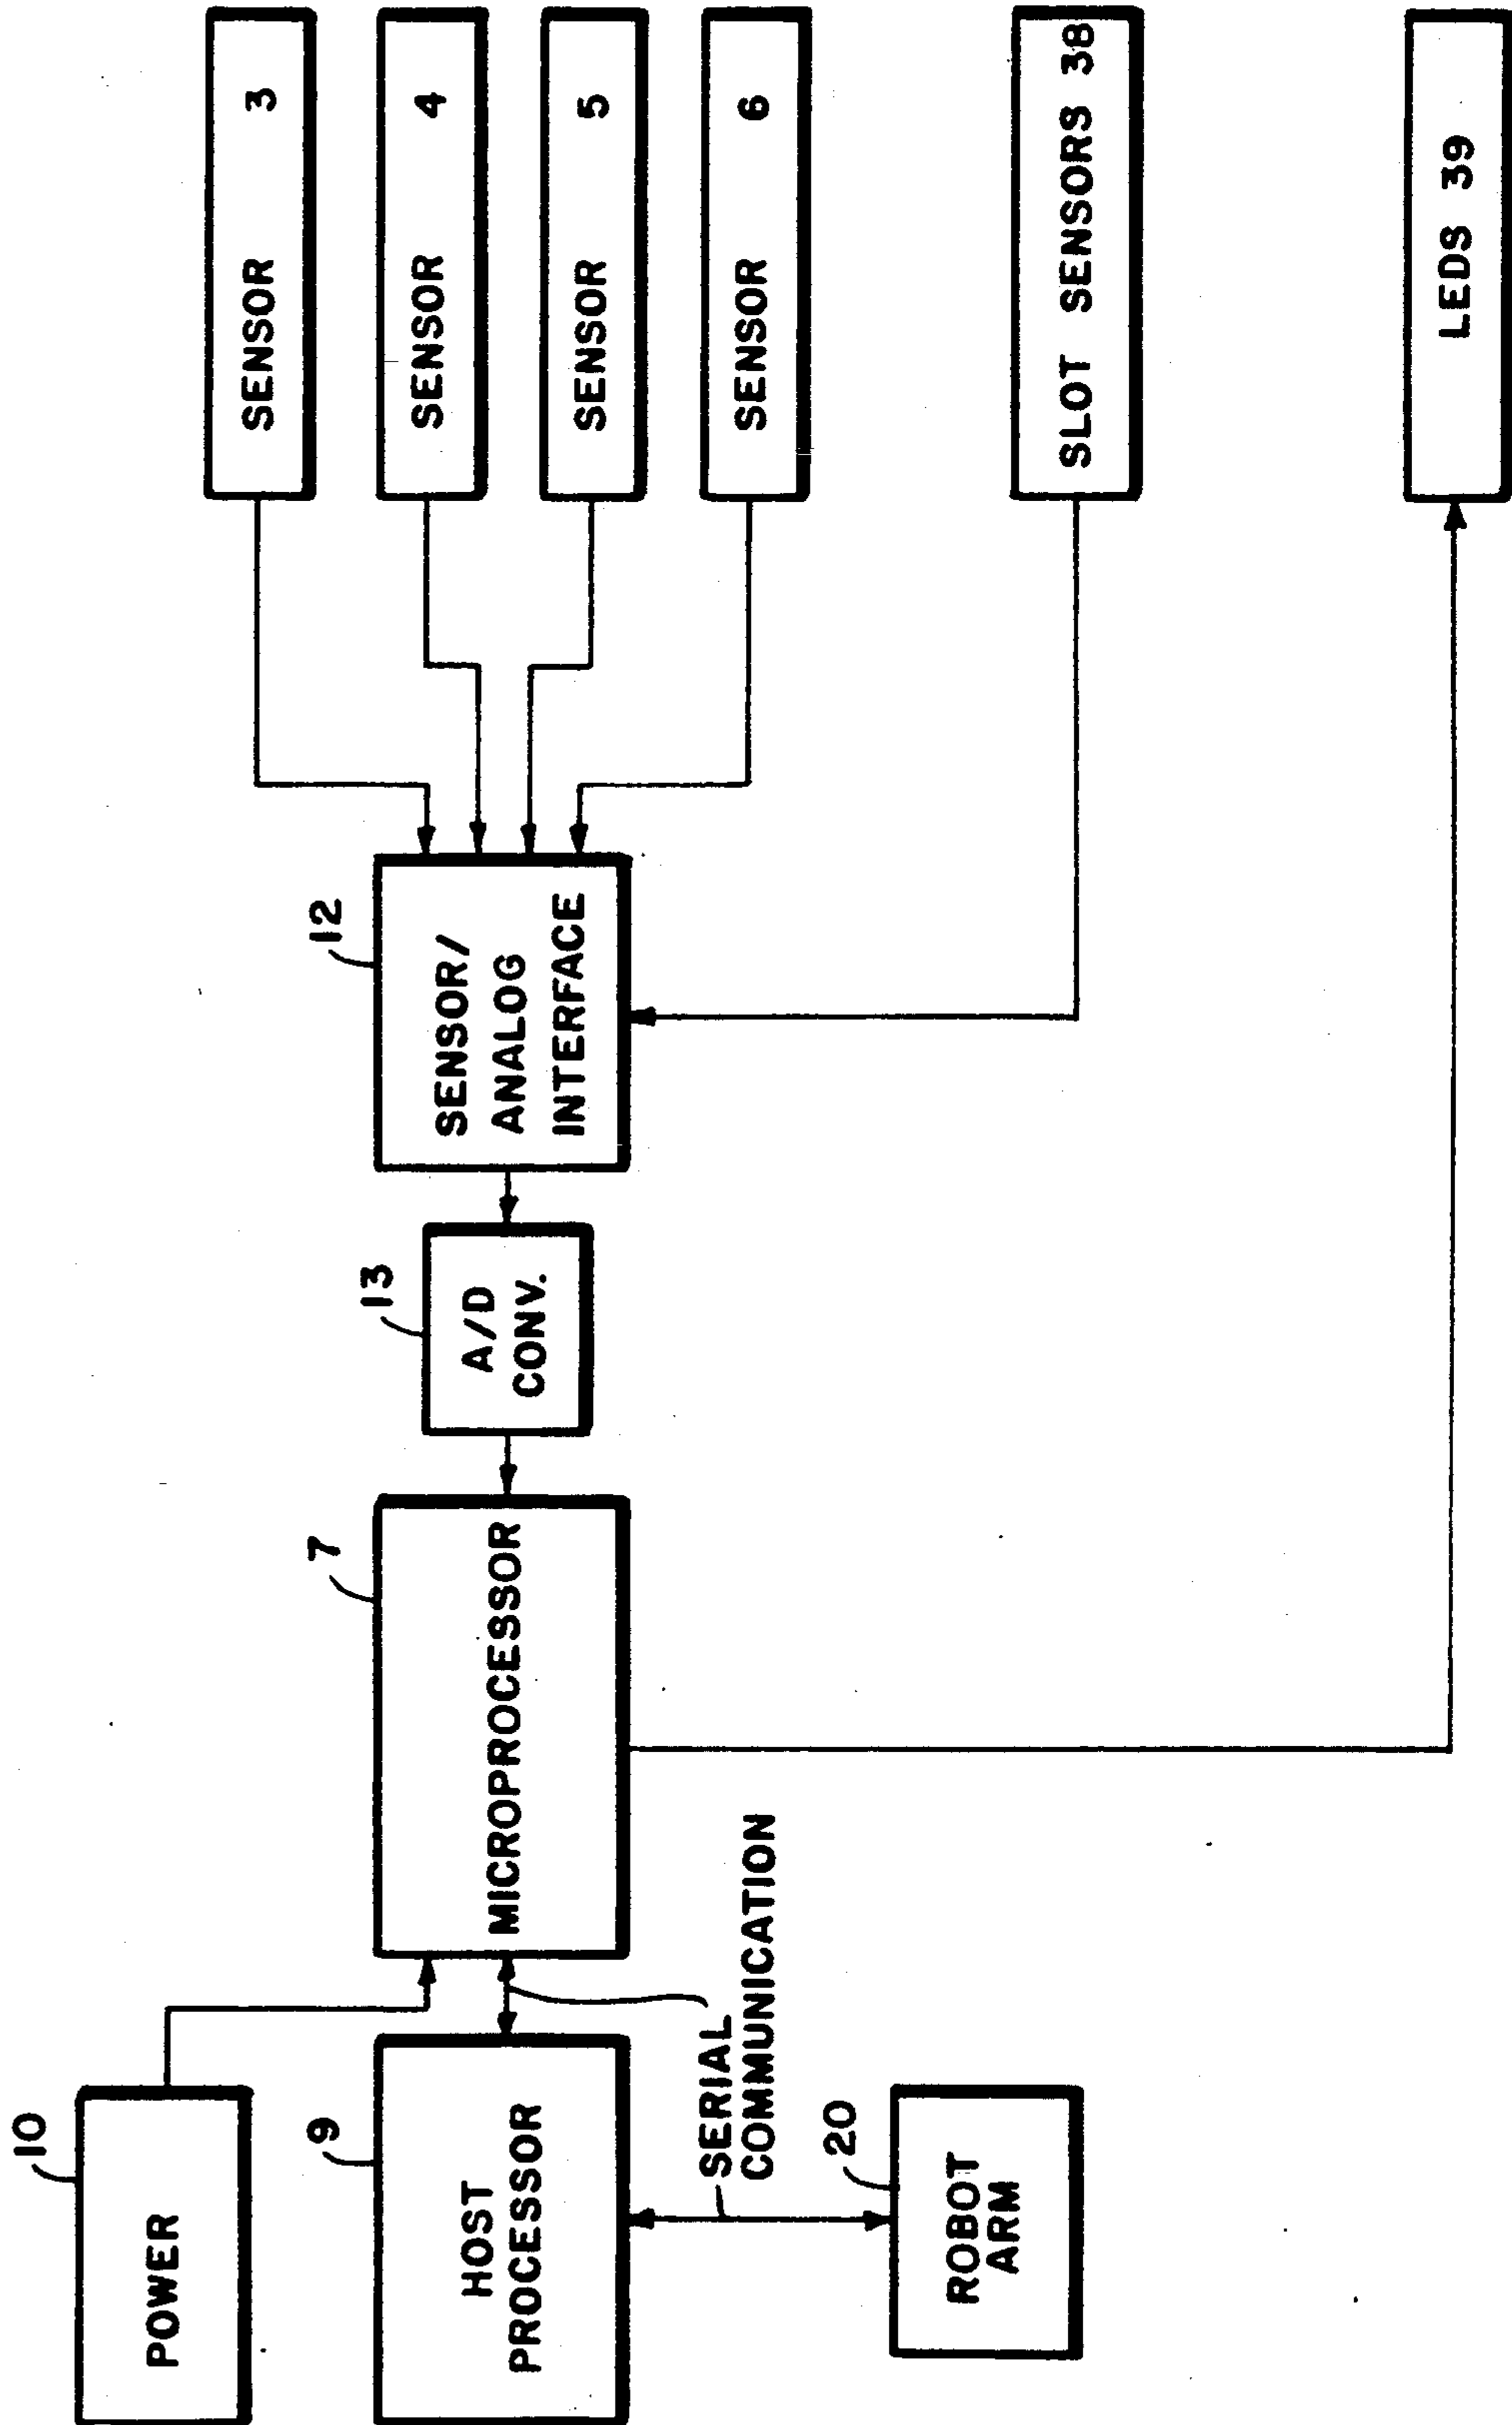 10
POWER
9
HOST
PROCESSOR
SERIAL
COMMUNICATION
20
ROBOT
ARM
7
MICROPROCESSOR
13
A/D
CONV.
12
SENSOR/
ANALOG
INTERFACE
SENSOR 3
SENSOR 4
SENSOR 5
SENSOR 6
SLOT SENSORS 38
LEDS 39